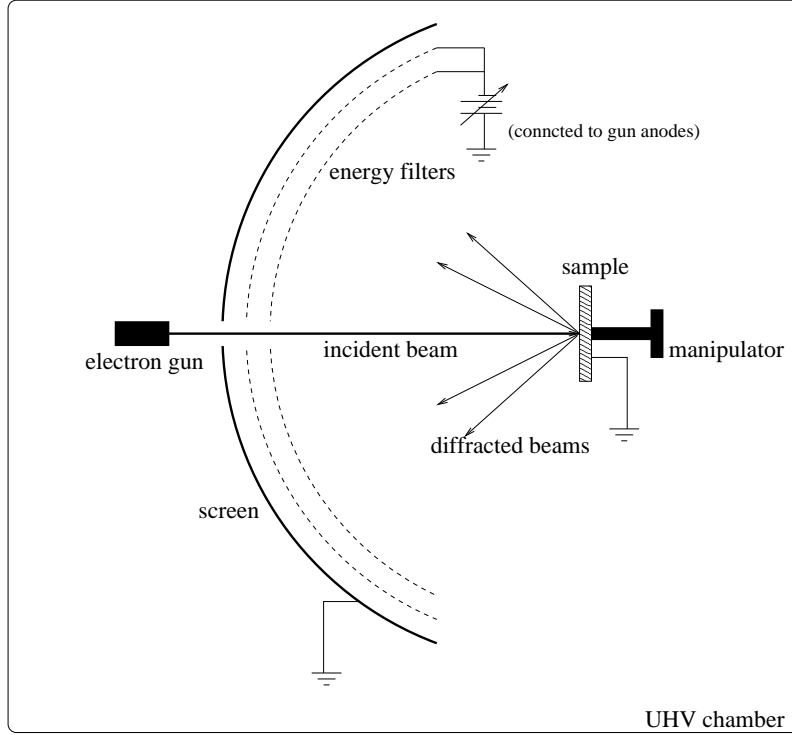 (conncted to gun anodes)
energy filters
sample
incident beam
electron gun
manipulator
diffracted beams
screen
UHV chamber